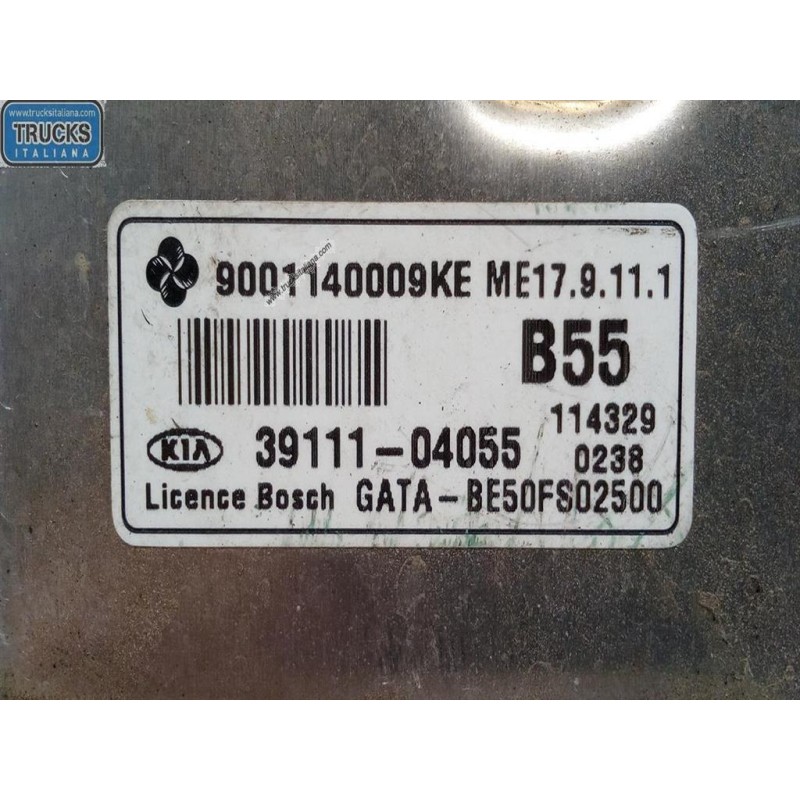 www.trucksitaliana.com
TRUCKS
ITALIANA
9001140009KE ME17.9.11.1
www.trucksitaliana.com
B55
114329
KIA 39111-04055
0238
Licence Bosch GATA-BE50FS02500